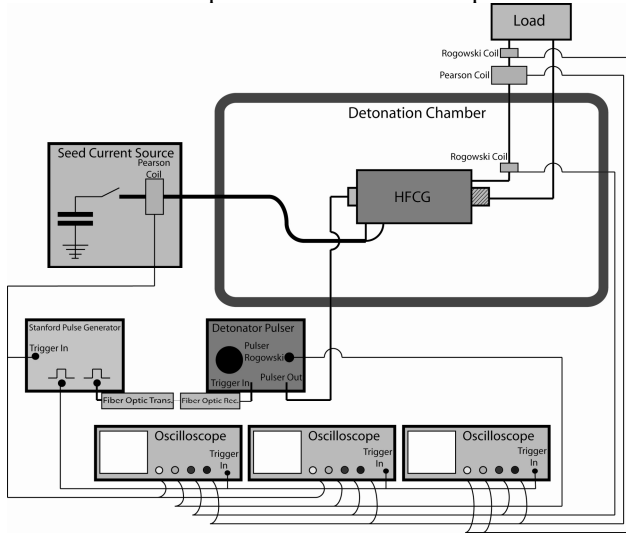 Load
Rogowski Coil
Pearson Coil
Detonation Chamber
Seed Current Source
Pearson
Coil
Rogowski Coil
HFCG
Stanford Pulse Generator
Trigger In
Detonator Pulser
Pulser
Rogowski
Trigger In
Pulser Out
Fiber Optic Trans.
Fiber Optic Rec.
Oscilloscope
Trigger
In
Oscilloscope
Trigger
In
Oscilloscope
Trigger
In